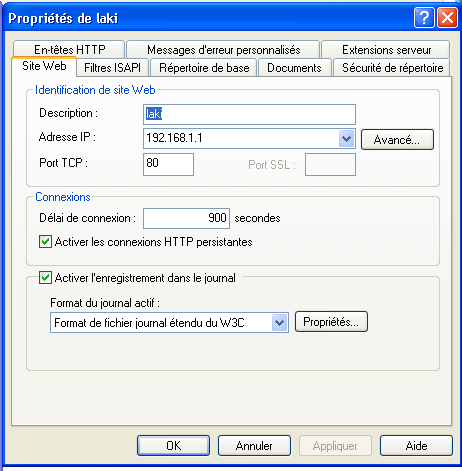 Propriétés de laki
En-têtes HTTP
Messages d'erreur personnalisés
Extensions serveur
Site Web
Filtres ISAPI
Répertoire de base
Documents
Sécurité de répertoire
Identification de site Web
Description :
laki
Adresse IP :
192.168.1.1
Avancé...
Port TCP :
80
Port SSL :
Connexions
Délai de connexion :
900
secondes
Activer les connexions HTTP persistantes
Activer l'enregistrement dans le journal
Format du journal actif :
Format de fichier journal étendu du W3C
Propriétés...
OK
Annuler
Appliquer
Aide